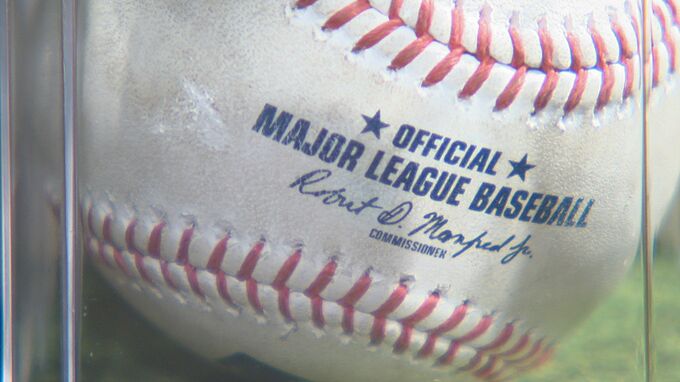 ★ OFFICIAL ★
MAJOR LEAGUE BASEBALL
Robert D. Manfred Jr.
COMMISSIONER